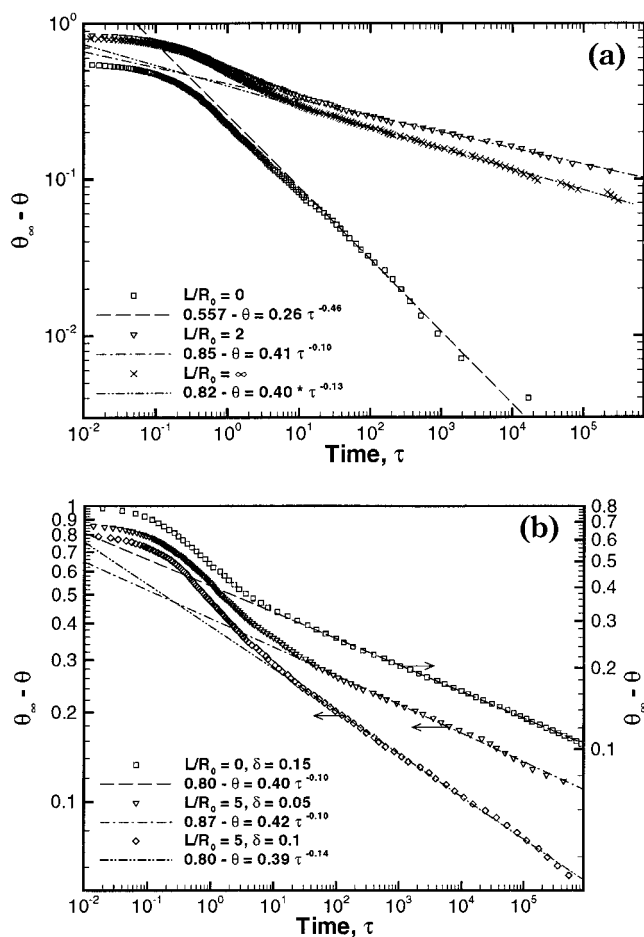 (a)
10⁰
10⁻¹
10⁻²
θ∞ - θ
L/R₀ = 0
0.557 - θ = 0.26 τ^-0.46
L/R₀ = 2
0.85 - θ = 0.41 τ^-0.10
L/R₀ = ∞
0.82 - θ = 0.40 * τ^-0.13
10⁻² 10⁻¹ 10⁰ 10¹ 10² 10³ 10⁴ 10⁵
Time, τ
(b)
1
0.9
0.8
0.7
0.6
0.5
0.4
0.3
0.2
0.1
θ∞ - θ
0.8
0.7
0.6
0.5
0.4
0.3
0.2
0.1
θ∞ - θ
L/R₀ = 0, δ = 0.15
0.80 - θ = 0.40 τ^-0.10
L/R₀ = 5, δ = 0.05
0.87 - θ = 0.42 τ^-0.10
L/R₀ = 5, δ = 0.1
0.80 - θ = 0.39 τ^-0.14
10⁻² 10⁻¹ 10⁰ 10¹ 10² 10³ 10⁴ 10⁵
Time, τ